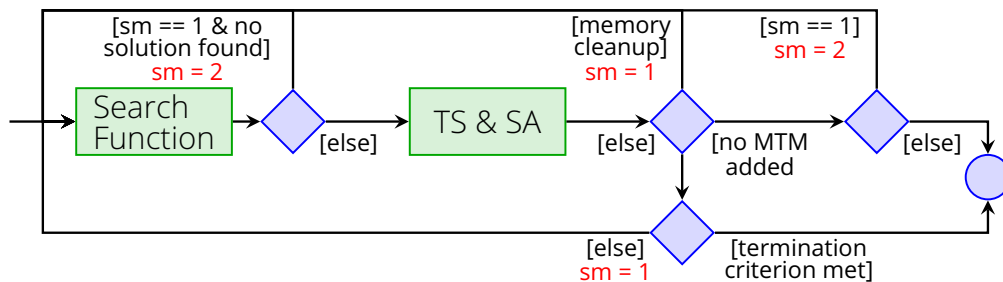 [sm == 1 & no
solution found]
sm = 2
[memory
cleanup]
sm = 1
[sm == 1]
sm = 2
Search
Function
[else]
TS & SA
[else]
[no MTM
added
[else]
[else]
sm = 1
[termination
criterion met]